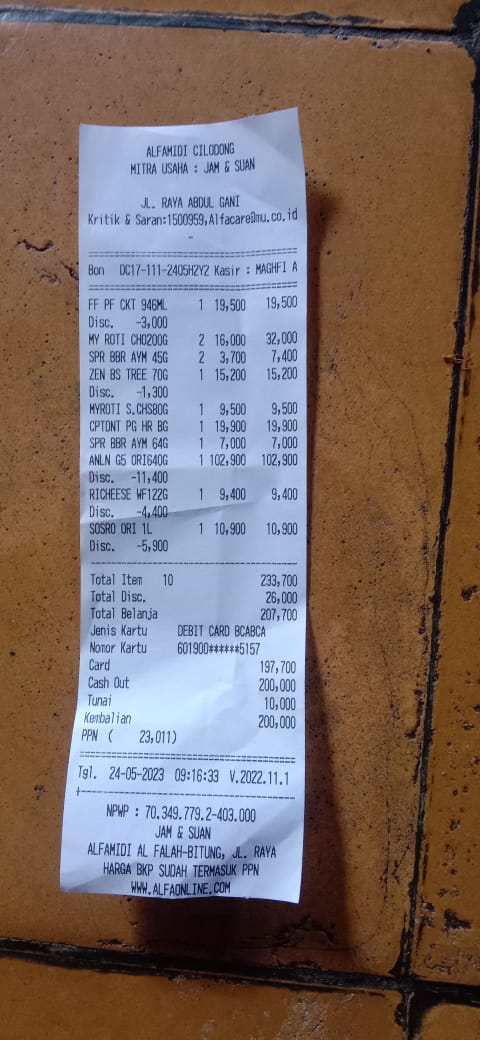 ALFAMIDI CILODONG
MITRA USAHA : JAM & SUAN
JL. RAYA ABDUL GANI
Kritik & Saran:1500959,Alfacare@mu.co.id
-
Bon DC17-111-2405H2Y2 Kasir : MAGHFI A
FF PF CKT 946ML 1 19,500 19,500
Disc. -3,000
MY ROTI CHO200G 2 16,000 32,000
SPR BBR AYM 45G 2 3,700 7,400
ZEN BS TREE 70G 1 15,200 15,200
Disc. -1,300
MYROTI S.CHS80G 1 9,500 9,500
CPTDNT PG HR BG 1 19,900 19,900
SPR BBR AYM 64G 1 7,000 7,000
ANLN G5 ORI640G 1 102,900 102,900
Disc. -11,400
RICHEESE WF122G 1 9,400 9,400
Disc. -4,400
SOSRO ORI 1L 1 10,900 10,900
Disc. -5,900
Total Item 10 233,700
Total Disc. 26,000
Total Belanja 207,700
Jenis Kartu DEBIT CARD BCABCA
Nomor Kartu 601900******5157
Card 197,700
Cash Out 200,000
Tunai 10,000
Kembalian 200,000
PPN ( 23,011)
Tgl. 24-05-2023 09:16:33 V.2022.11.1
NPWP : 70.349.779.2-403.000
JAM & SUAN
ALFAMIDI AL FALAH-BITUNG, JL. RAYA
HARGA BKP SUDAH TERMASUK PPN
WWW.ALFAONLINE.COM